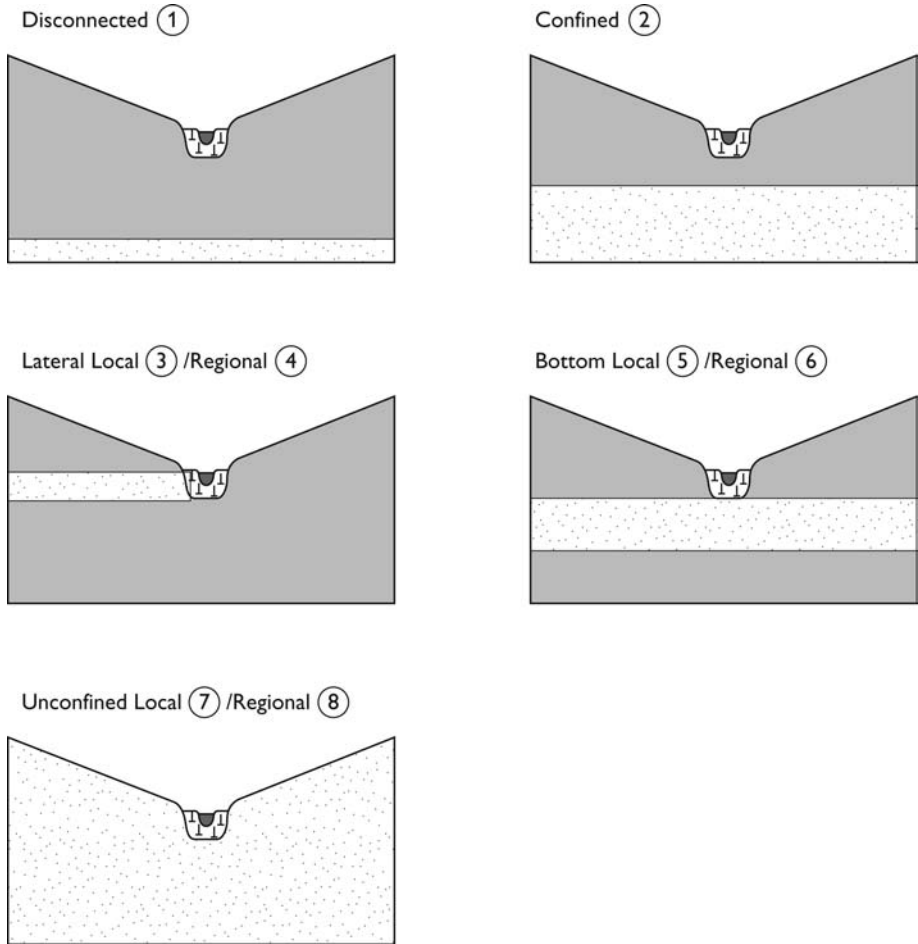 Disconnected 1
Confined 2
Lateral Local 3 /Regional 4
Bottom Local 5 /Regional 6
Unconfined Local 7 /Regional 8